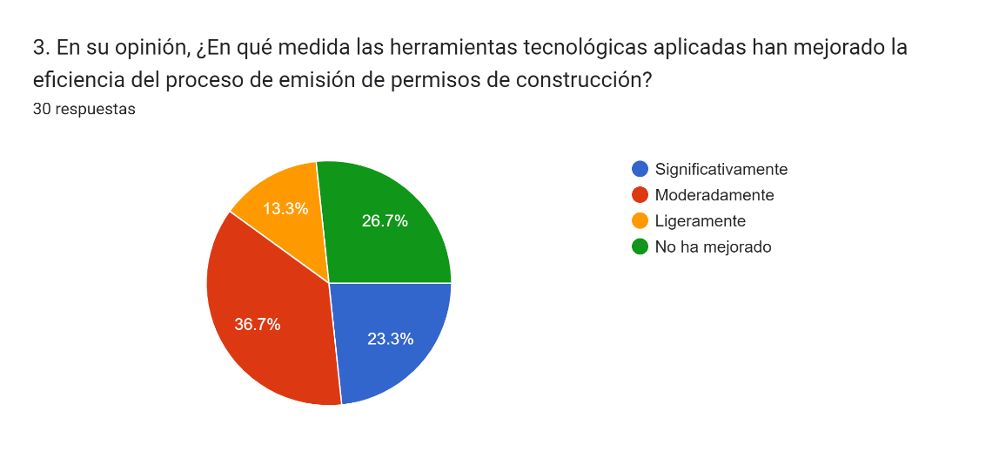 3. En su opinión, ¿En qué medida las herramientas tecnológicas aplicadas han mejorado la
eficiencia del proceso de emisión de permisos de construcción?
30 respuestas
Significativamente
Moderadamente
Ligeramente
No ha mejorado
13.3%
26.7%
36.7%
23.3%